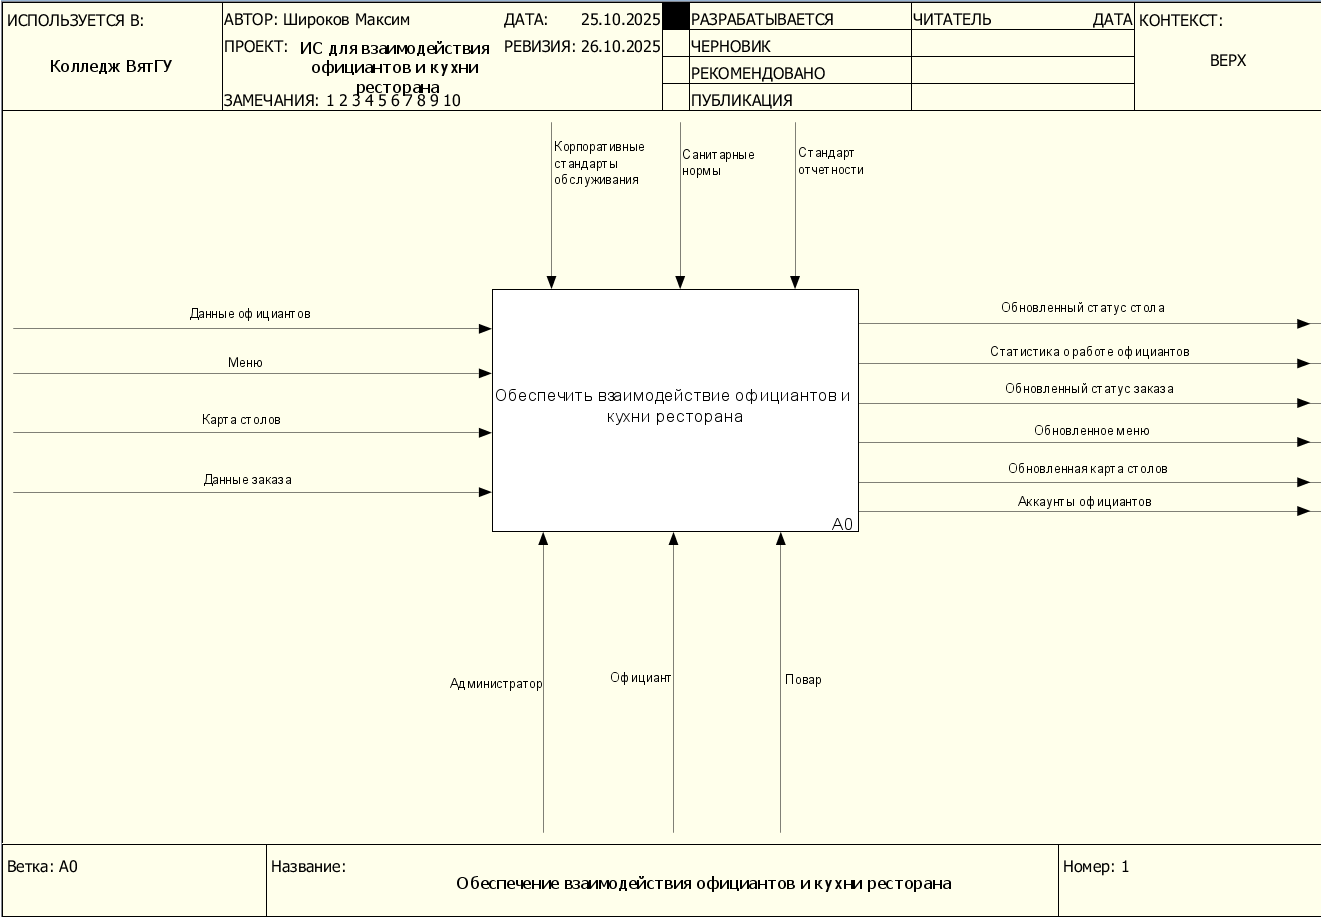 ИСПОЛЬЗУЕТСЯ В:
Колледж ВятГУ
АВТОР: Широков Максим
ДАТА: 25.10.2025
ПРОЕКТ: ИС для взаимодействия
официантов и кухни
ресторана
РЕВИЗИЯ: 26.10.2025
ЗАМЕЧАНИЯ: 1 2 3 4 5 6 7 8 9 10
РАЗРАБАТЫВАЕТСЯ
ЧЕРНОВИК
РЕКОМЕНДОВАНО
ПУБЛИКАЦИЯ
ЧИТАТЕЛЬ ДАТА
КОНТЕКСТ:
ВЕРХ
Корпоративные
стандарты
обслуживания
Санитарные
нормы
Стандарт
отчетности
Данные официантов
Меню
Карта столов
Данные заказа
Обеспечить взаимодействие официантов и
кухни ресторана
A0
Обновленный статус стола
Статистика о работе официантов
Обновленный статус заказа
Обновленное меню
Обновленная карта столов
Аккаунты официантов
Администратор
Официант
Повар
Ветка: A0
Название:
Обеспечение взаимодействия официантов и кухни ресторана
Номер: 1